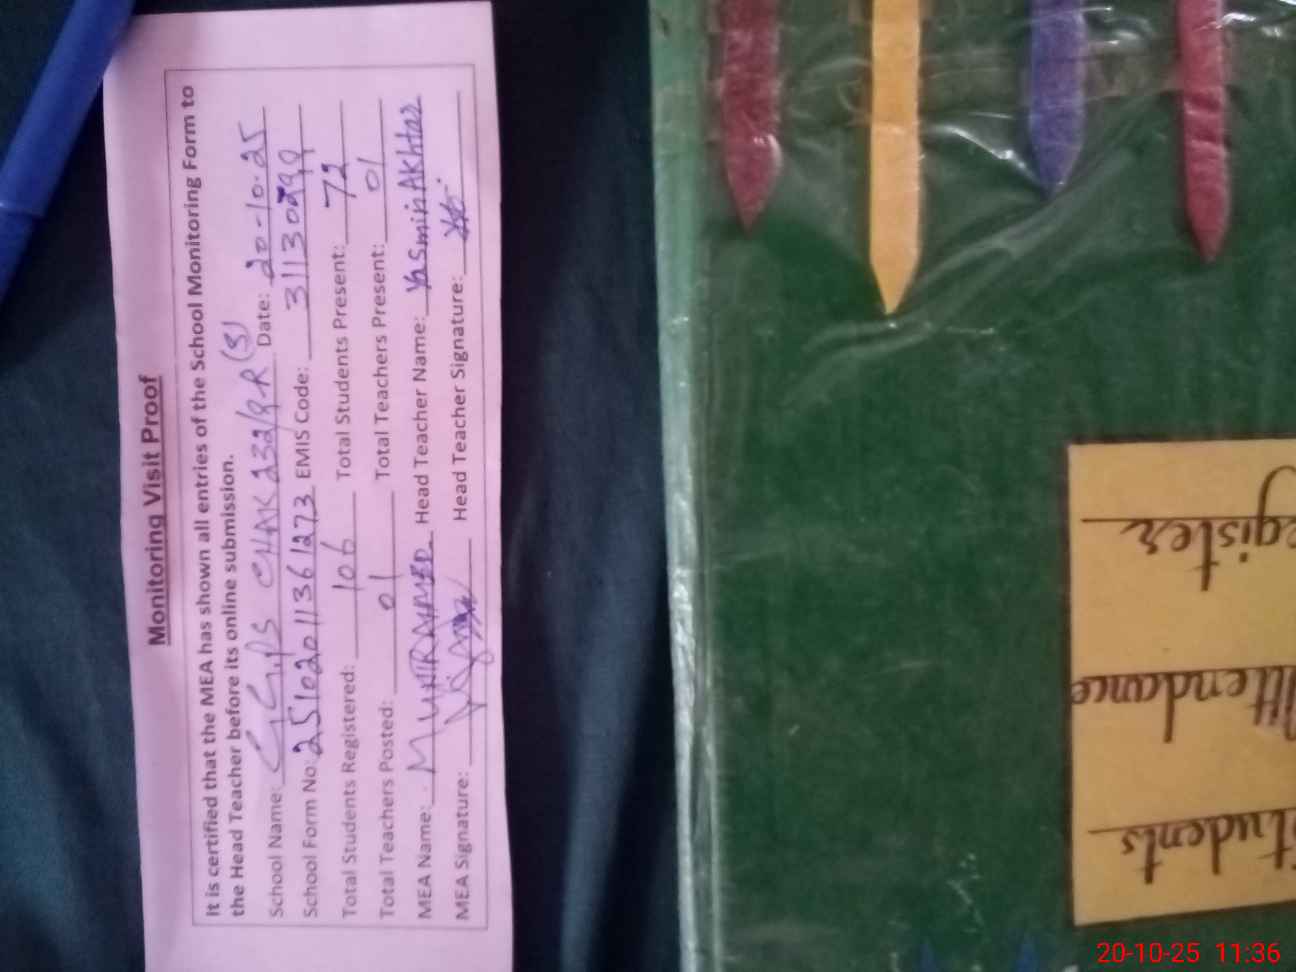 Monitoring Visit Proof
It is certified that the MEA has shown all entries of the School Monitoring Form to
the Head Teacher before its online submission.
School Name: GGPS CHAK 232/9-R (S) Date: 20-10-25
School Form No: 2510201361273 EMIS Code:
Total Students Registered: 106 Total Students Present: 72
Total Teachers Posted: 01 Total Teachers Present: 01
MEA Name: Head Teacher Name: Yasmin Akhtar
MEA Signature: Head Teacher Signature:
Students Attendance Register
20-10-25 11:36